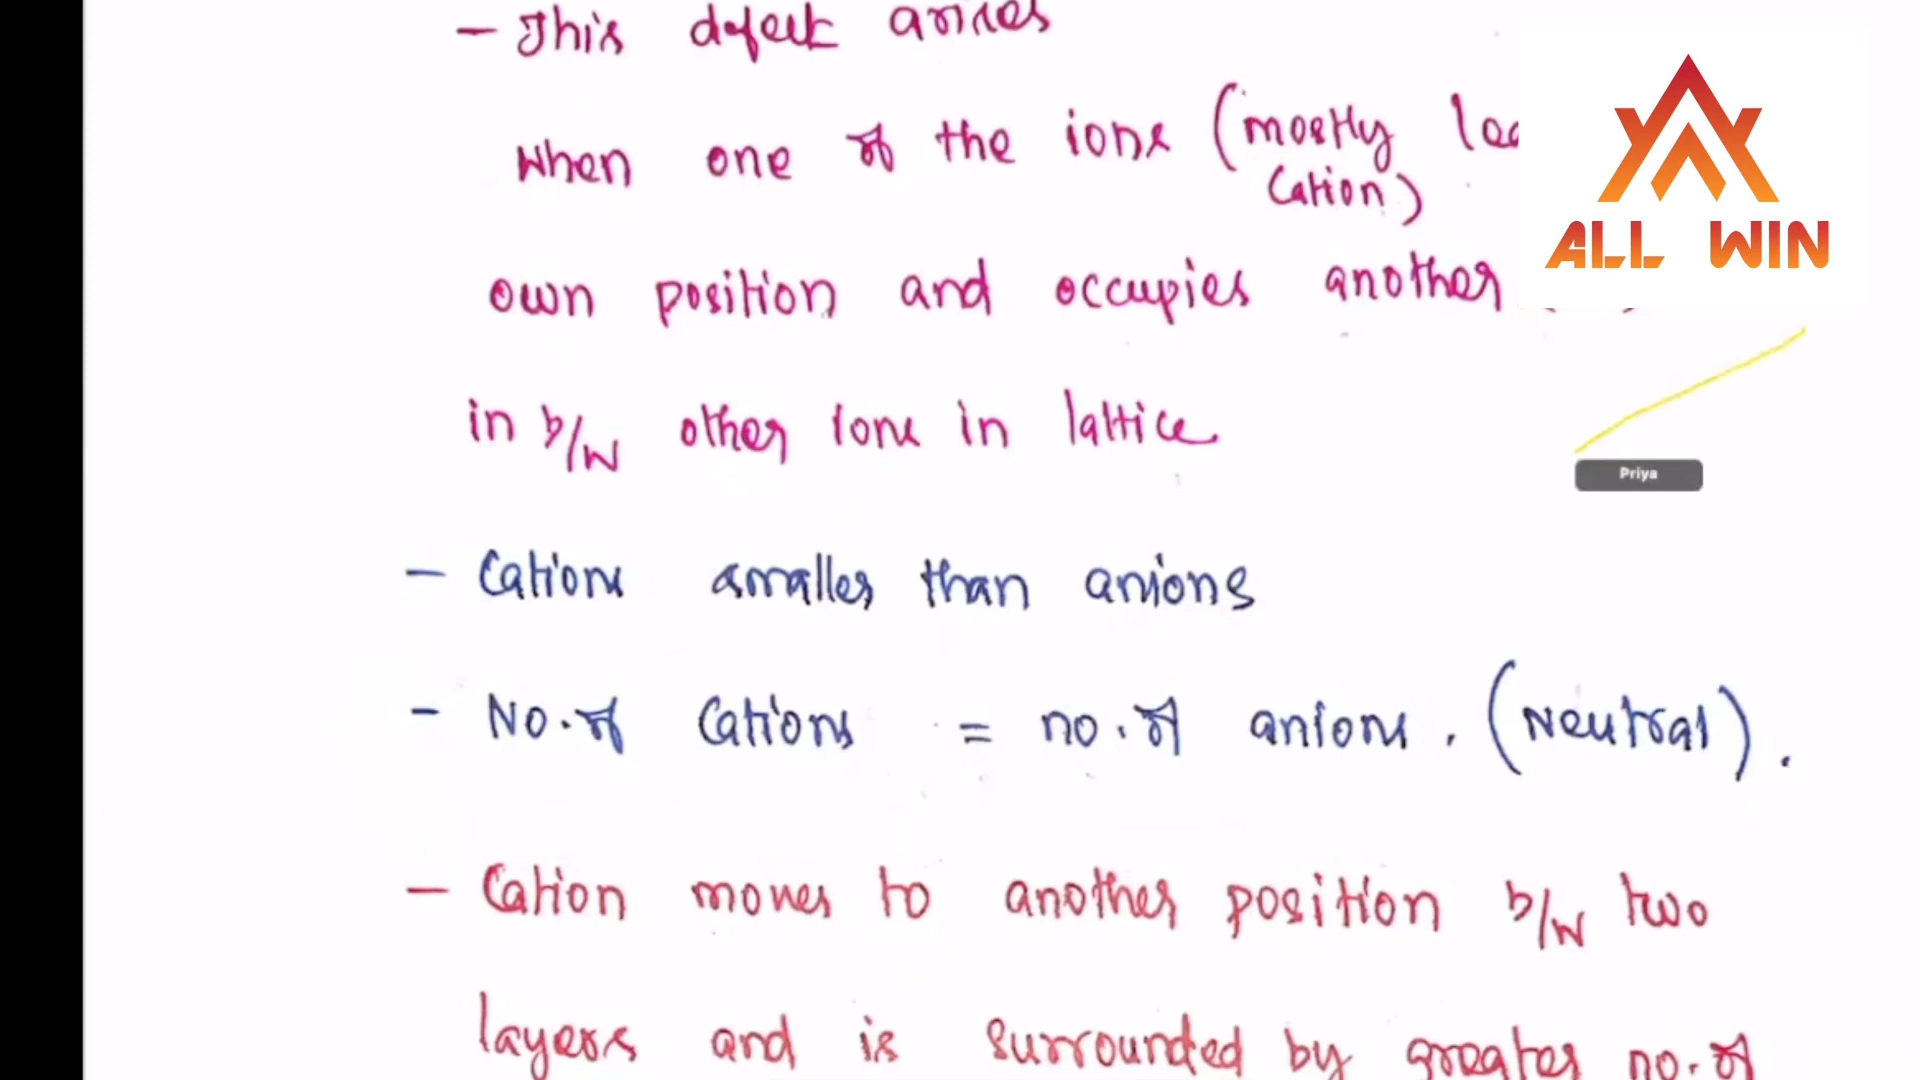 - This defect arises
when one of the ions (mostly
cation)
own position and occupies another
in b/w other ions in lattice
- Cations smaller than anions
- No. of Cations = no. of anions. (Neutral).
- Cation moves to another position b/w two
layers and is surrounded by greater no. of
ALL WIN
Priya